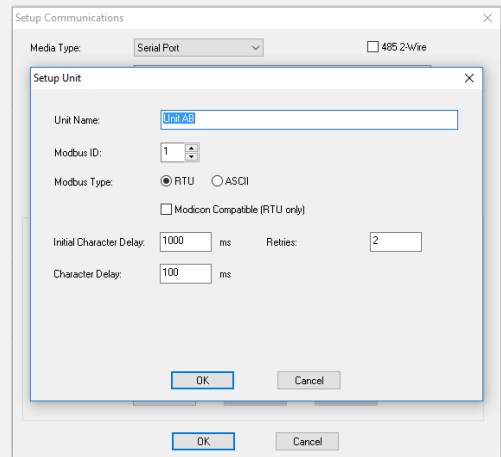 Setup Communications
Media Type: Serial Port 485 2-Wire
Setup Unit
Unit Name: Unit AB
Modbus ID: 1
Modbus Type: RTU ASCII
Modicon Compatible (RTU only)
Initial Character Delay: 1000 ms Retries: 2
Character Delay: 100 ms
OK Cancel
OK Cancel